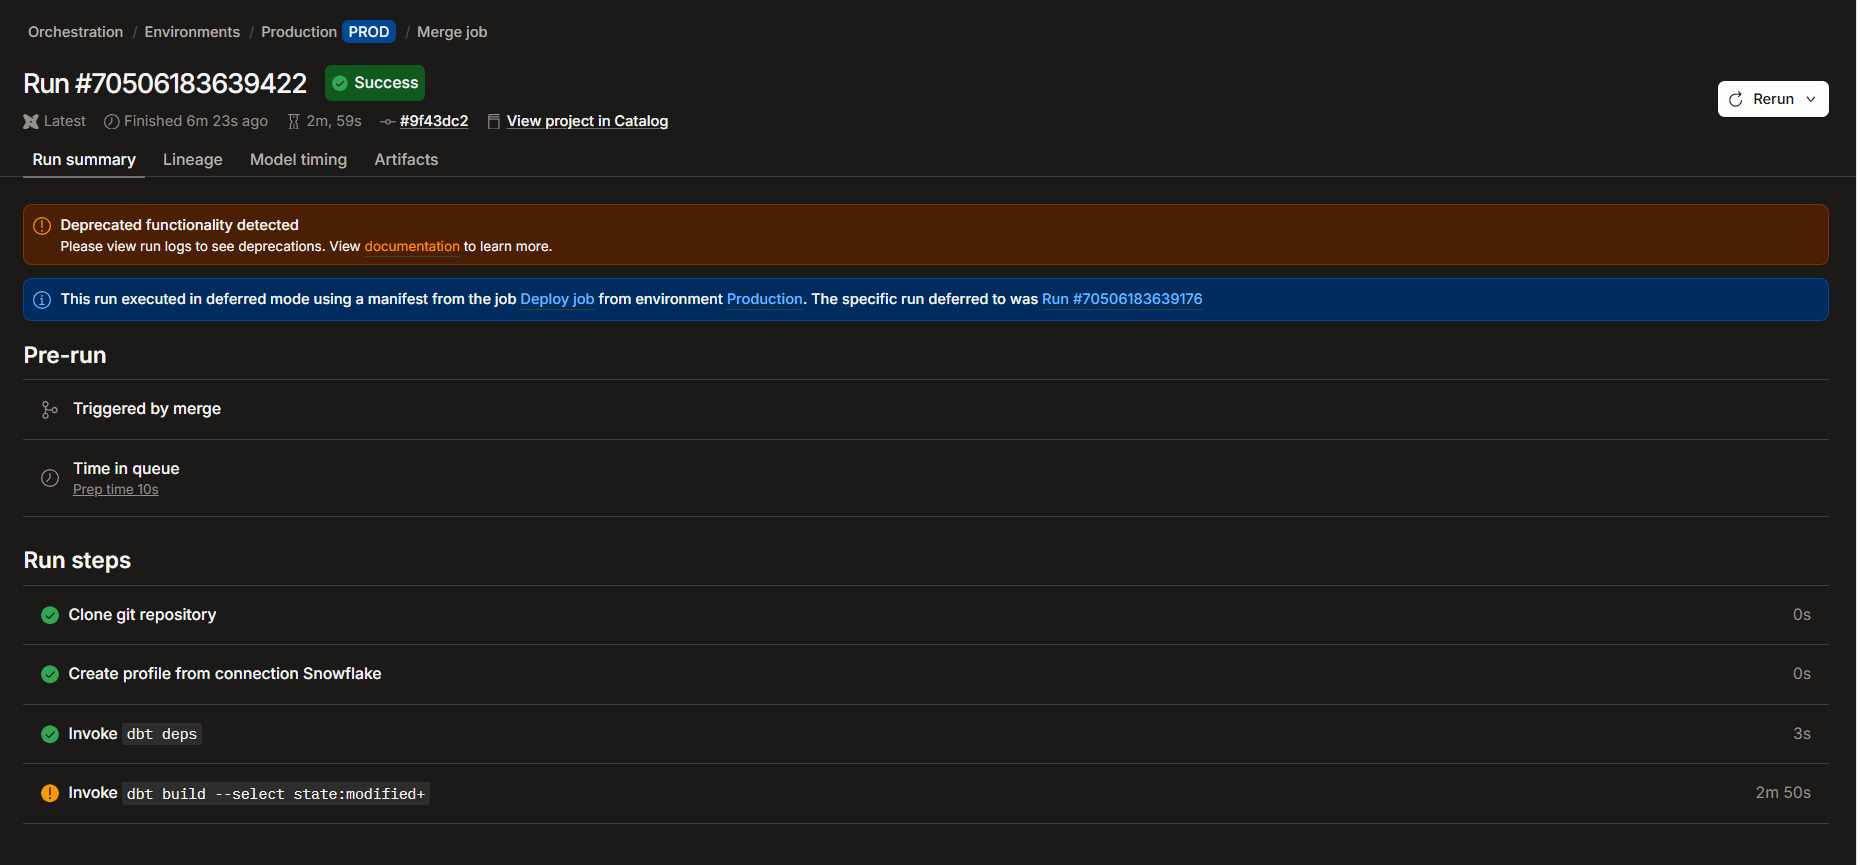 Orchestration / Environments / Production PROD / Merge job
Run #70506183639422 Success
Rerun
Latest Finished 6m 23s ago 2m, 59s #9f43dc2 View project in Catalog
Run summary Lineage Model timing Artifacts
Deprecated functionality detected
Please view run logs to see deprecations. View documentation to learn more.
This run executed in deferred mode using a manifest from the job Deploy job from environment Production. The specific run deferred to was Run #70506183639176
Pre-run
Triggered by merge
Time in queue
Prep time 10s
Run steps
Clone git repository 0s
Create profile from connection Snowflake 0s
Invoke dbt deps 3s
Invoke dbt build --select state:modified+ 2m 50s